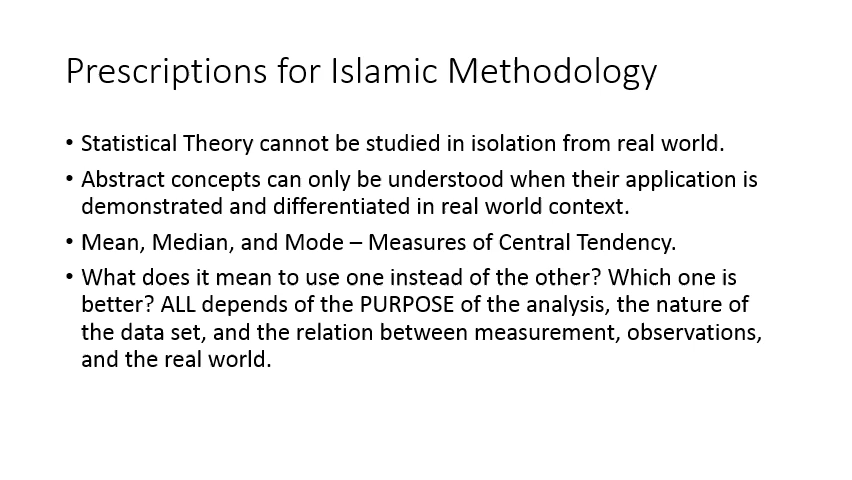 Prescriptions for Islamic Methodology
• Statistical Theory cannot be studied in isolation from real world.
• Abstract concepts can only be understood when their application is
demonstrated and differentiated in real world context.
• Mean, Median, and Mode – Measures of Central Tendency.
• What does it mean to use one instead of the other? Which one is
better? ALL depends of the PURPOSE of the analysis, the nature of
the data set, and the relation between measurement, observations,
and the real world.